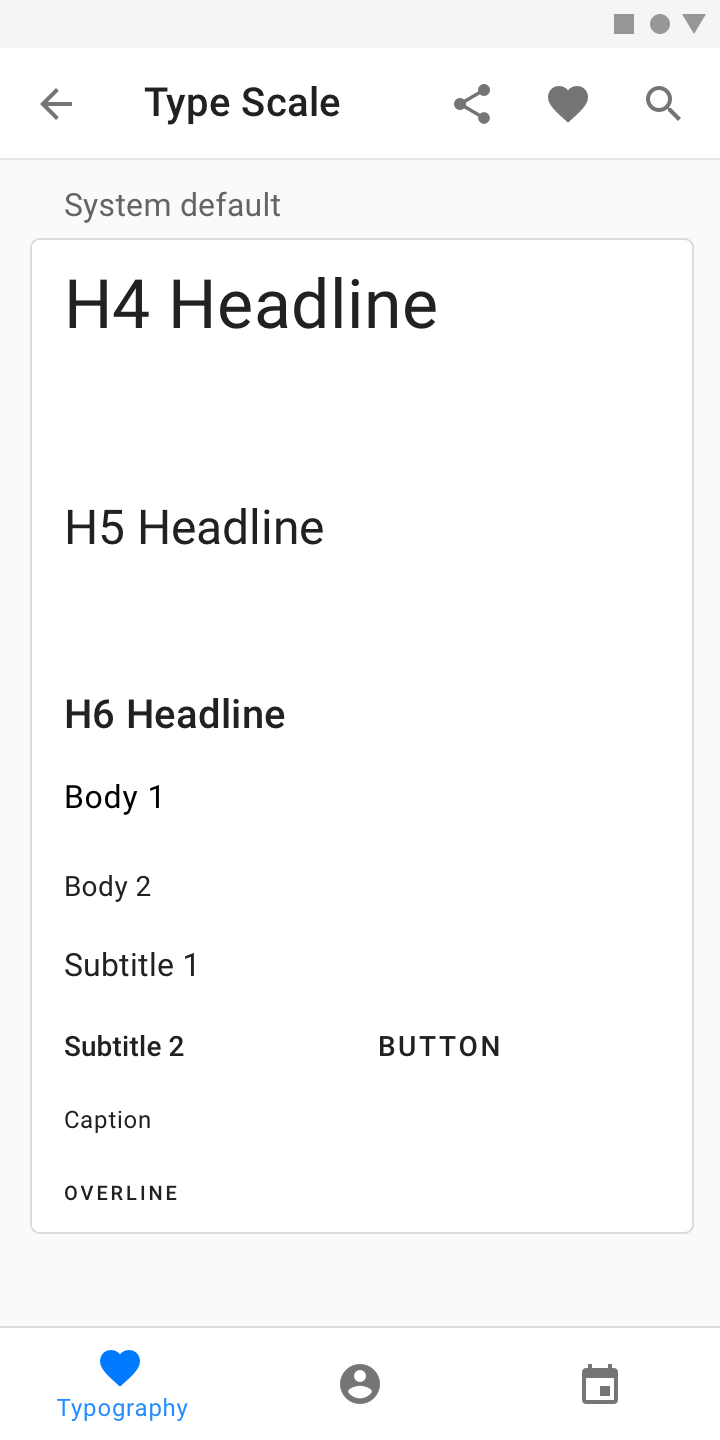 Type Scale
System default
H4 Headline
H5 Headline
H6 Headline
Body 1
Body 2
Subtitle 1
Subtitle 2
BUTTON
Caption
OVERLINE
Typography